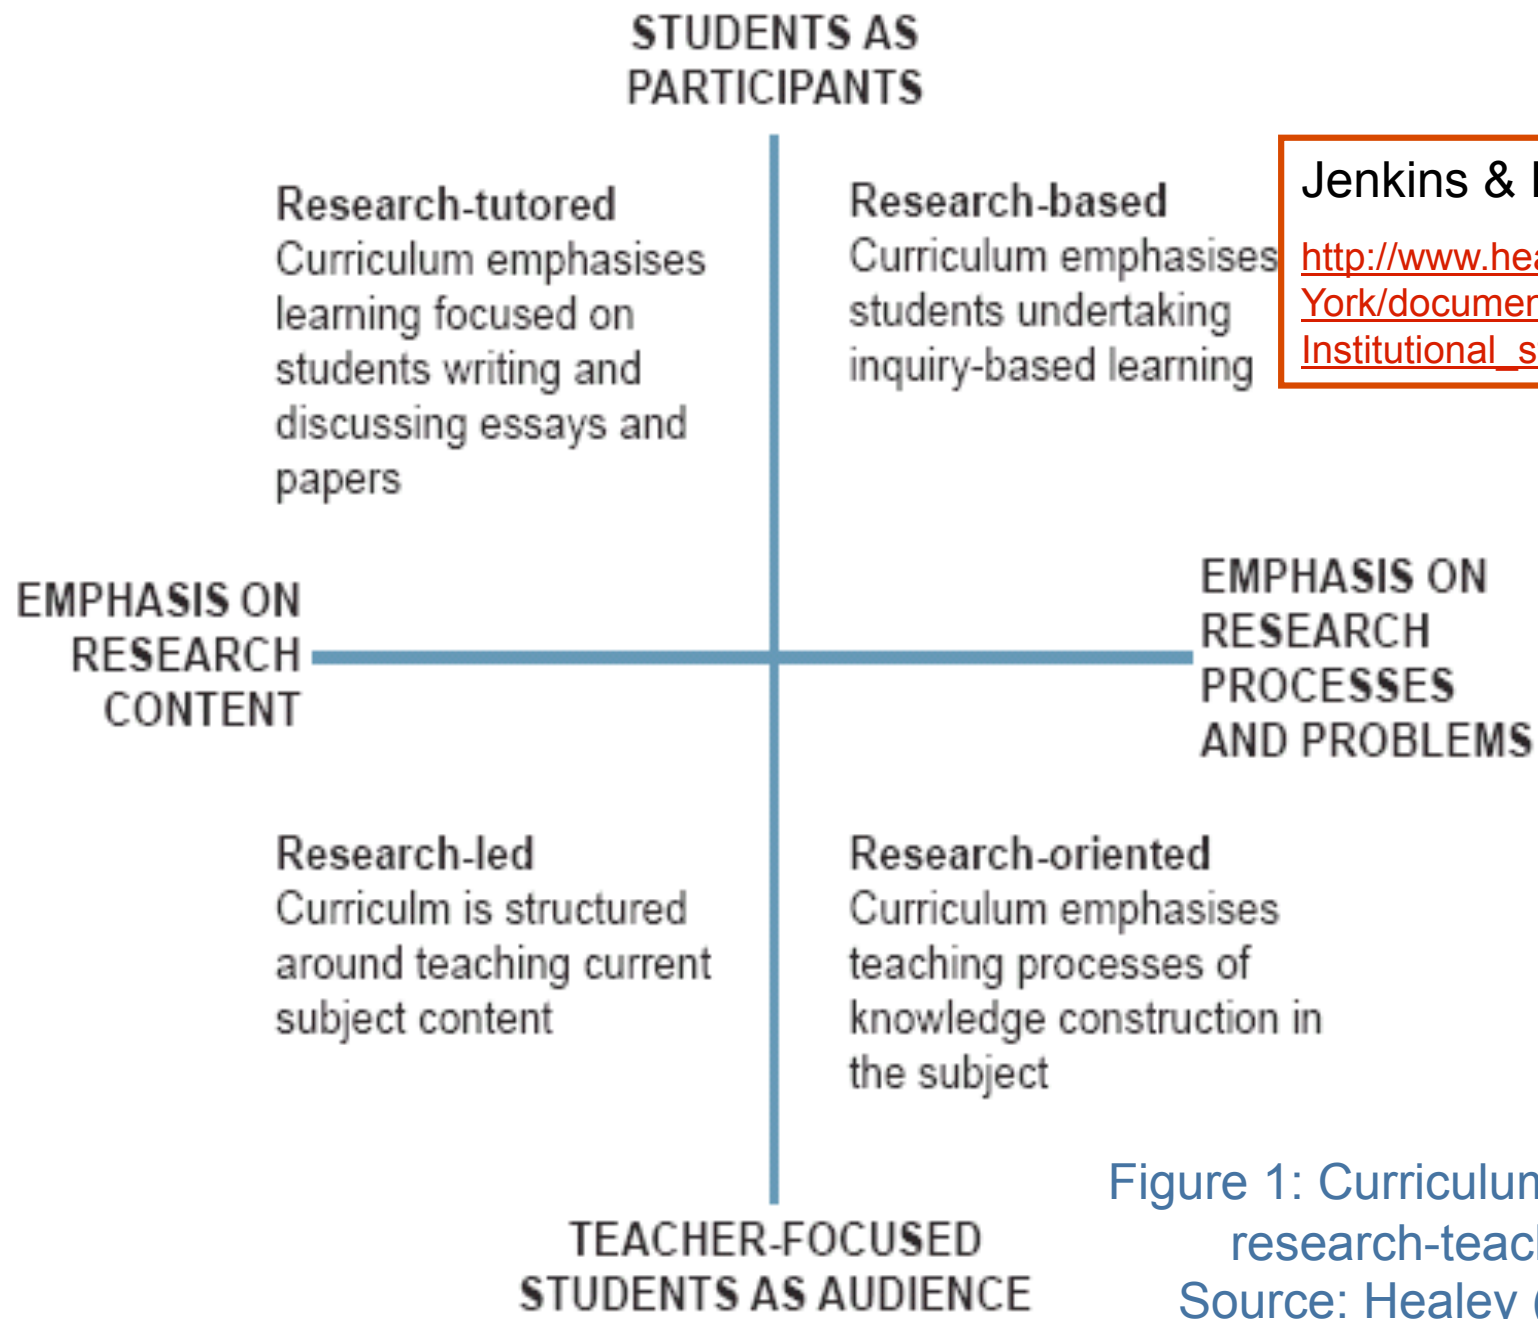 STUDENTS AS
PARTICIPANTS
Research-tutored
Curriculum emphasises
learning focused on
students writing and
discussing essays and
papers
Research-based
Curriculum emphasises
students undertaking
inquiry-based learning
Jenkins &
http://www.hea
York/documen
Institutional_s
EMPHASIS ON
RESEARCH
CONTENT
EMPHASIS ON
RESEARCH
PROCESSES
AND PROBLEMS
Research-led
Curriculm is structured
around teaching current
subject content
Research-oriented
Curriculum emphasises
teaching processes of
knowledge construction in
the subject
TEACHER-FOCUSED
STUDENTS AS AUDIENCE
Figure 1: Curriculum
research-teac
Source: Healey (